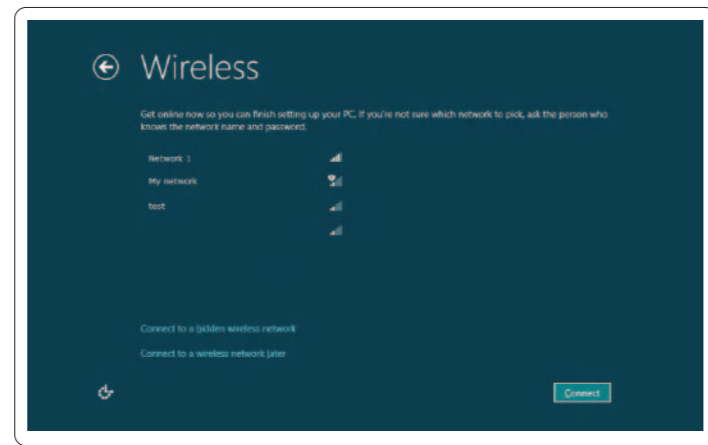 Wireless
Get online now so you can finish setting up your PC. If you're not sure which network to pick, ask the person who
knows the network name and password.
Network 1
My network
test
Connect to a hidden wireless network
Connect to a wireless network later
Connect